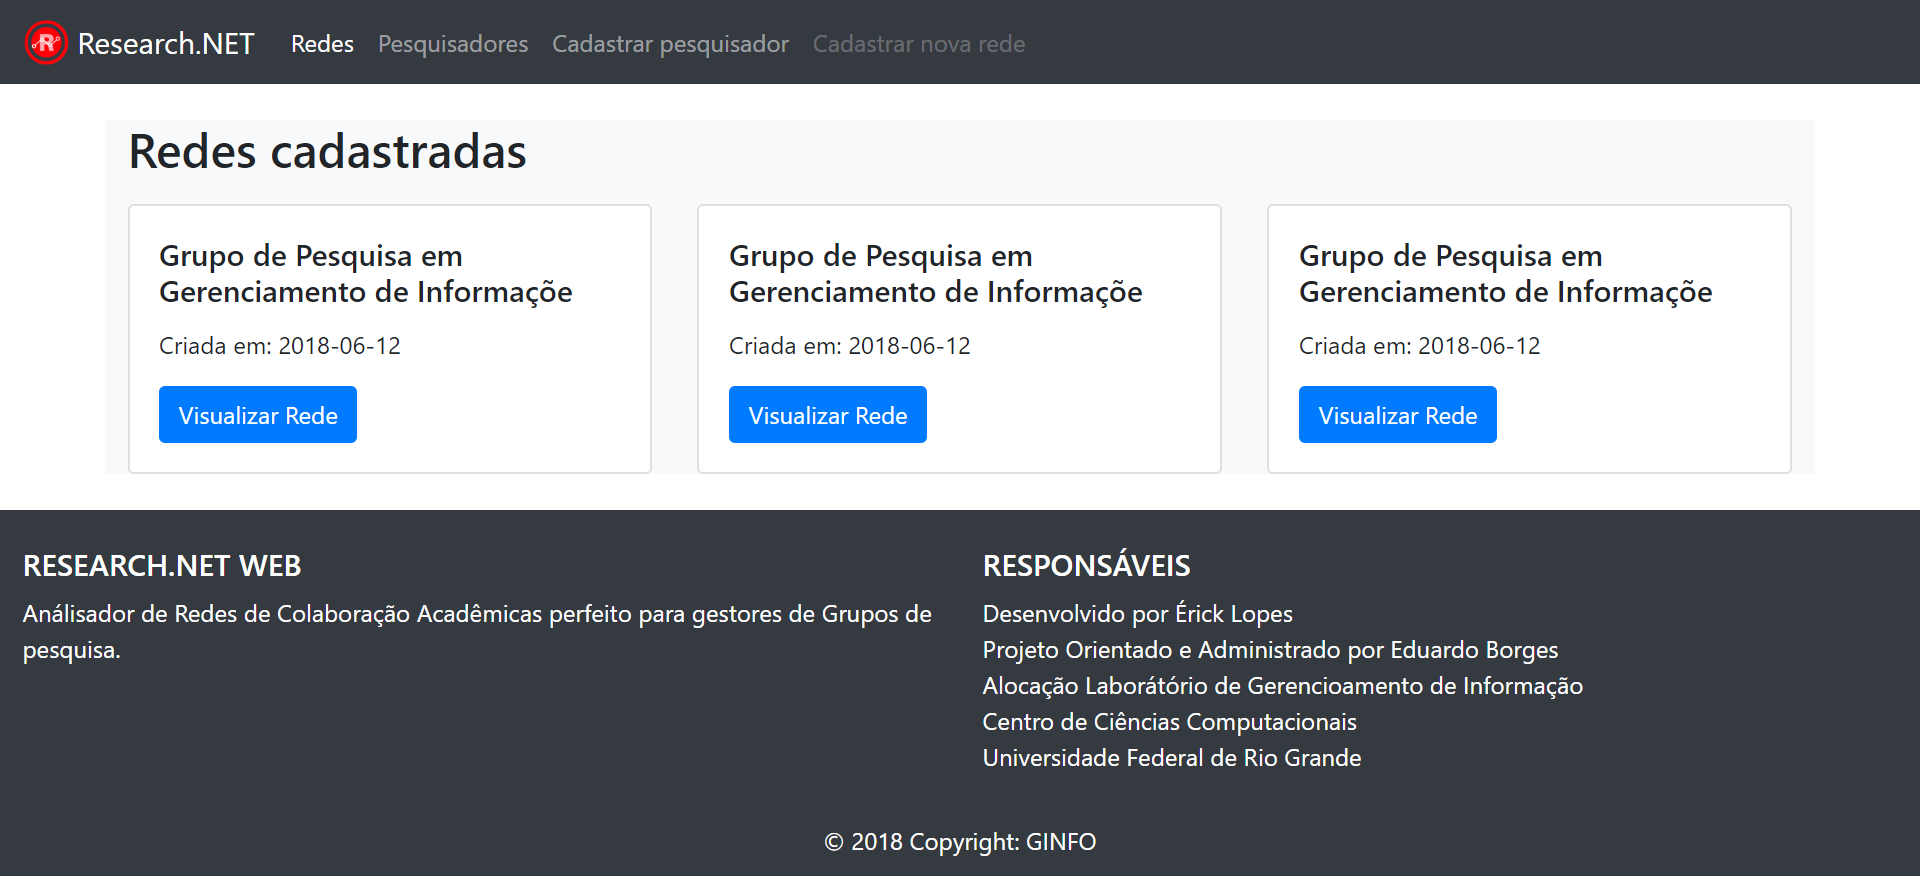 R Research.NET Redes Pesquisadores Cadastrar pesquisador Cadastrar nova rede
Redes cadastradas
Grupo de Pesquisa em
Gerenciamento de Informaçõe
Criada em: 2018-06-12
Visualizar Rede
Grupo de Pesquisa em
Gerenciamento de Informaçõe
Criada em: 2018-06-12
Visualizar Rede
Grupo de Pesquisa em
Gerenciamento de Informaçõe
Criada em: 2018-06-12
Visualizar Rede
RESEARCH.NET WEB
Análisador de Redes de Colaboração Acadêmicas perfeito para gestores de Grupos de
pesquisa.
RESPONSÁVEIS
Desenvolvido por Érick Lopes
Projeto Orientado e Administrado por Eduardo Borges
Alocação Laborátório de Gerencioamento de Informação
Centro de Ciências Computacionais
Universidade Federal de Rio Grande
© 2018 Copyright: GINFO